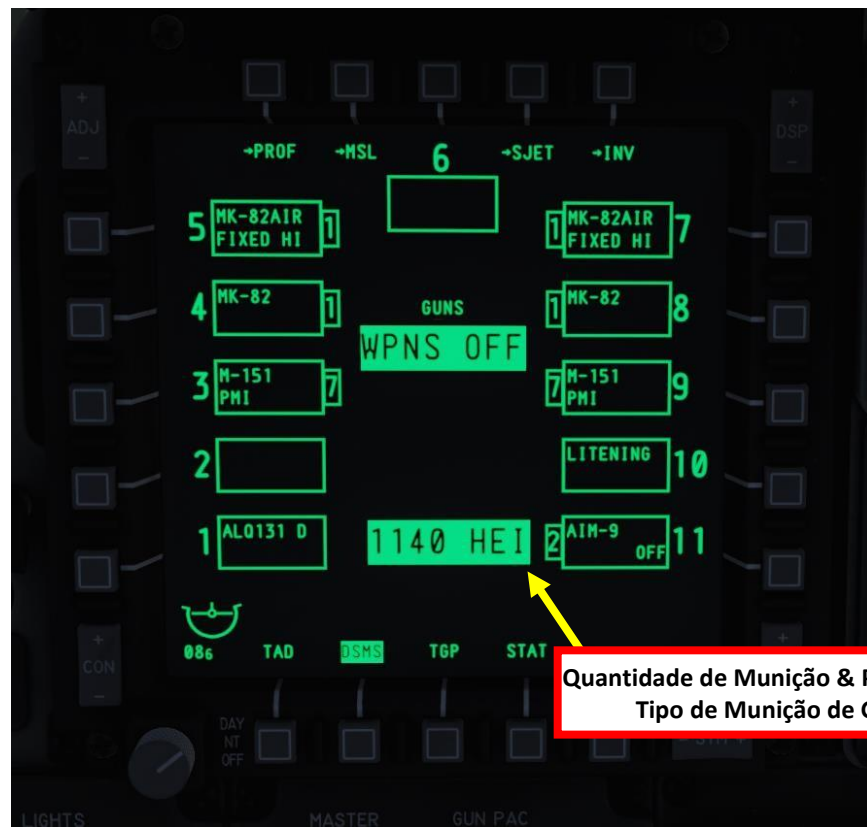 ADJ
DSP
→PROF →MSL →SJET →INV
6
5 MK-82AIR 1
FIXED HI
1 MK-82AIR 7
FIXED HI
4 MK-82 1
GUNS
1 MK-82 8
WPNS OFF
3 M-151 7
PMI
7 M-151 9
PMI
2
LITENING 10
1 ALQ131 D
1140 HEI
2 AIM-9 11
OFF
086 TAD DSMS TGP STAT
CON
Quantidade de Munição &
Tipo de Munição de
DAY
NT
OFF
LIGHTS MASTER GUN PAC